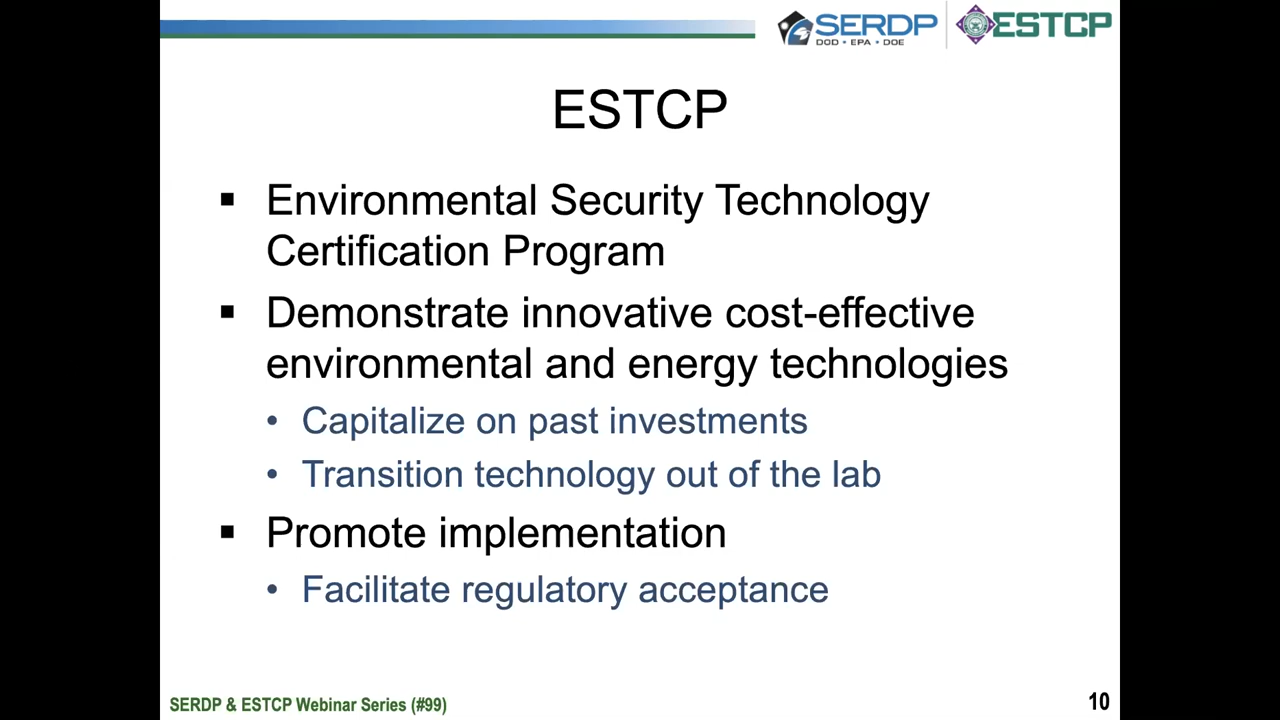 SERDP
DOD • EPA • DOE
ESTCP
ESTCP
▪ Environmental Security Technology
Certification Program
▪ Demonstrate innovative cost-effective
environmental and energy technologies
• Capitalize on past investments
• Transition technology out of the lab
▪ Promote implementation
• Facilitate regulatory acceptance
SERDP & ESTCP Webinar Series (#99)
10